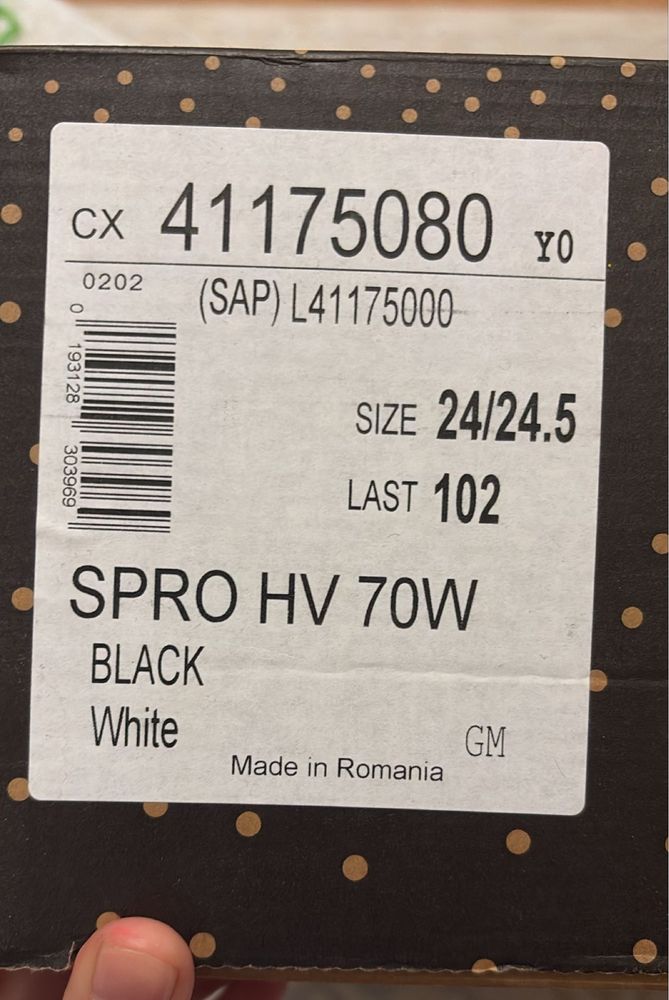 CX 41175080 Y0
0202
(SAP) L41175000
0 193128 303969
SIZE 24/24.5
LAST 102
SPRO HV 70W
BLACK
White
GM
Made in Romania